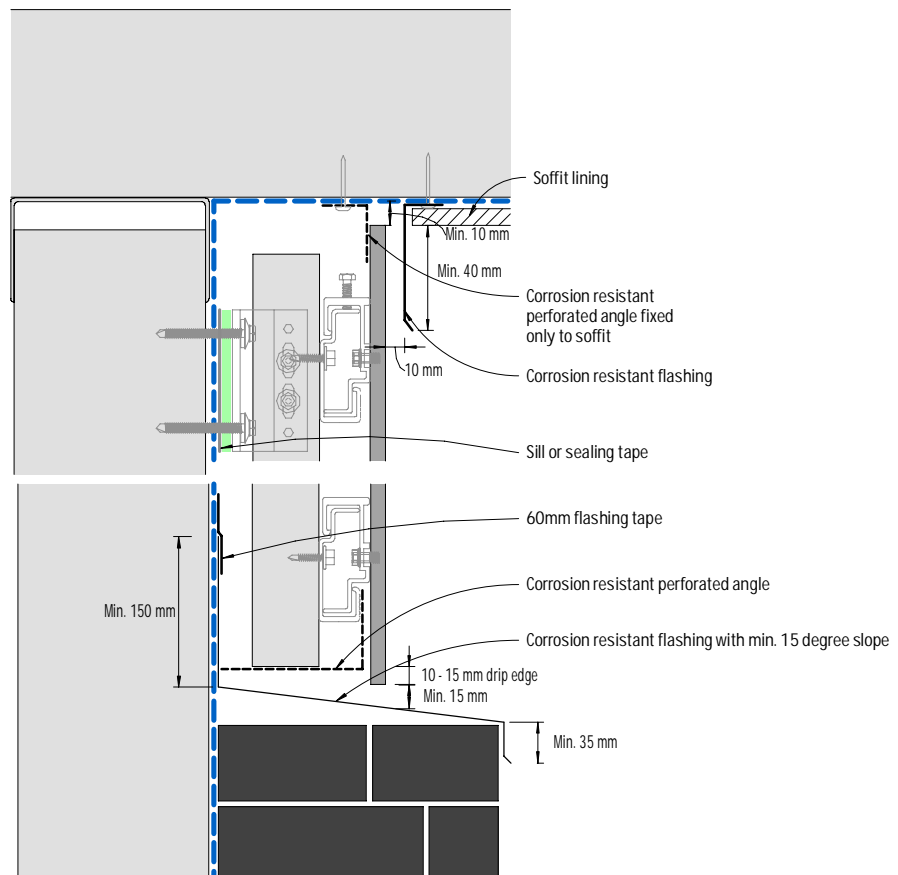 Soffit lining
Min. 10 mm
Min. 40 mm
Corrosion resistant
perforated angle fixed
only to soffit
10 mm
Corrosion resistant flashing
Sill or sealing tape
60mm flashing tape
Corrosion resistant perforated angle
Min. 150 mm
Corrosion resistant flashing with min. 15 degree slope
10 - 15 mm drip edge
Min. 15 mm
Min. 35 mm